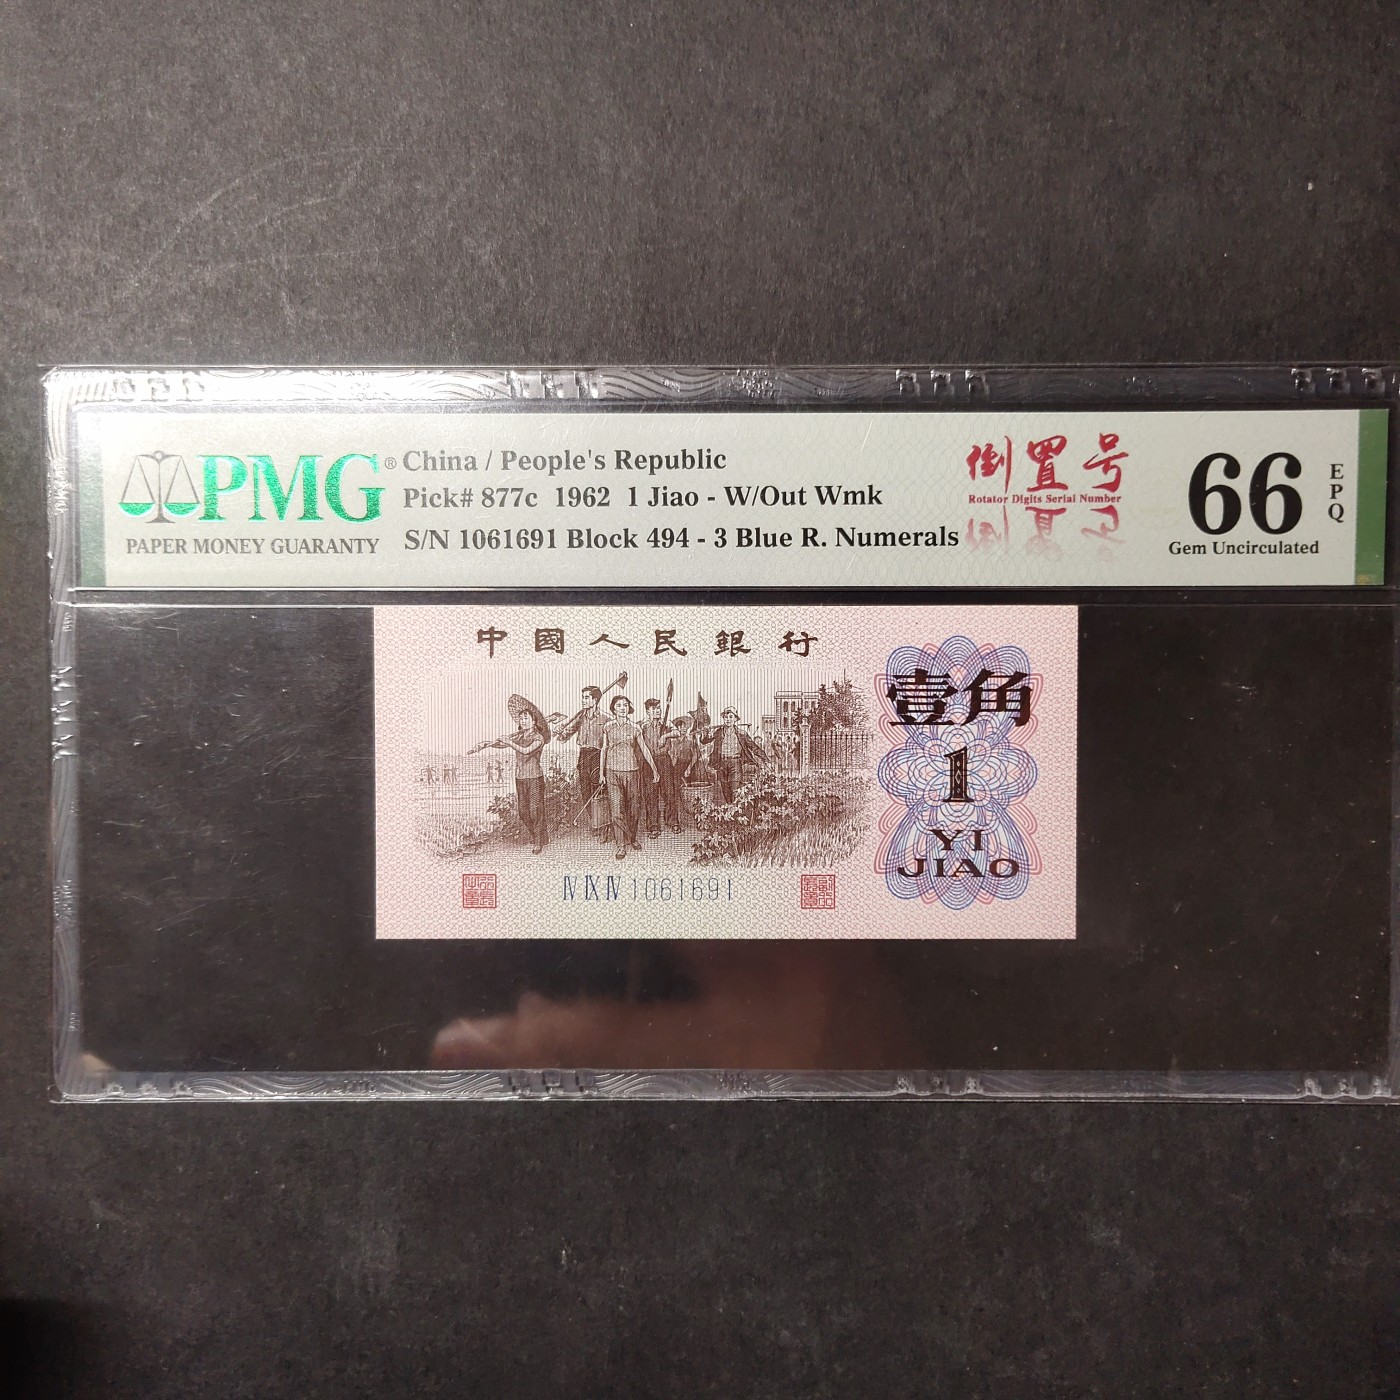 PMG®
PAPER MONEY GUARANTY
China / People's Republic
Pick# 877c 1962 1 Jiao - W/Out Wmk
S/N 1061691 Block 494 - 3 Blue R. Numerals
倒置号
Rotator Digits Serial Number
66
EPQ
Gem Uncirculated
中國人民銀行
壹角
1
YI
JIAO
ⅣⅨⅣ1061691